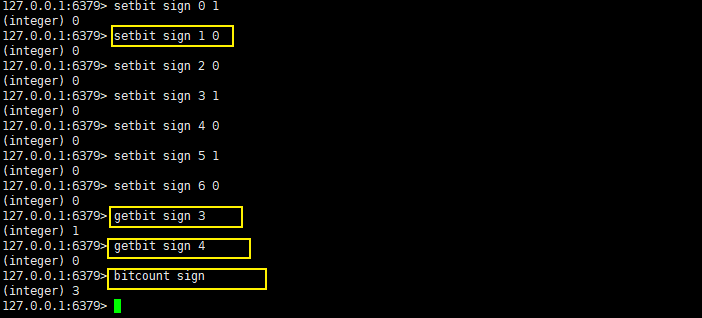 127.0.0.1:6379> setbit sign 0 1
(integer) 0
127.0.0.1:6379> setbit sign 1 0
(integer) 0
127.0.0.1:6379> setbit sign 2 0
(integer) 0
127.0.0.1:6379> setbit sign 3 1
(integer) 0
127.0.0.1:6379> setbit sign 4 0
(integer) 0
127.0.0.1:6379> setbit sign 5 1
(integer) 0
127.0.0.1:6379> setbit sign 6 0
(integer) 0
127.0.0.1:6379> getbit sign 3
(integer) 1
127.0.0.1:6379> getbit sign 4
(integer) 0
127.0.0.1:6379> bitcount sign
(integer) 3
127.0.0.1:6379>